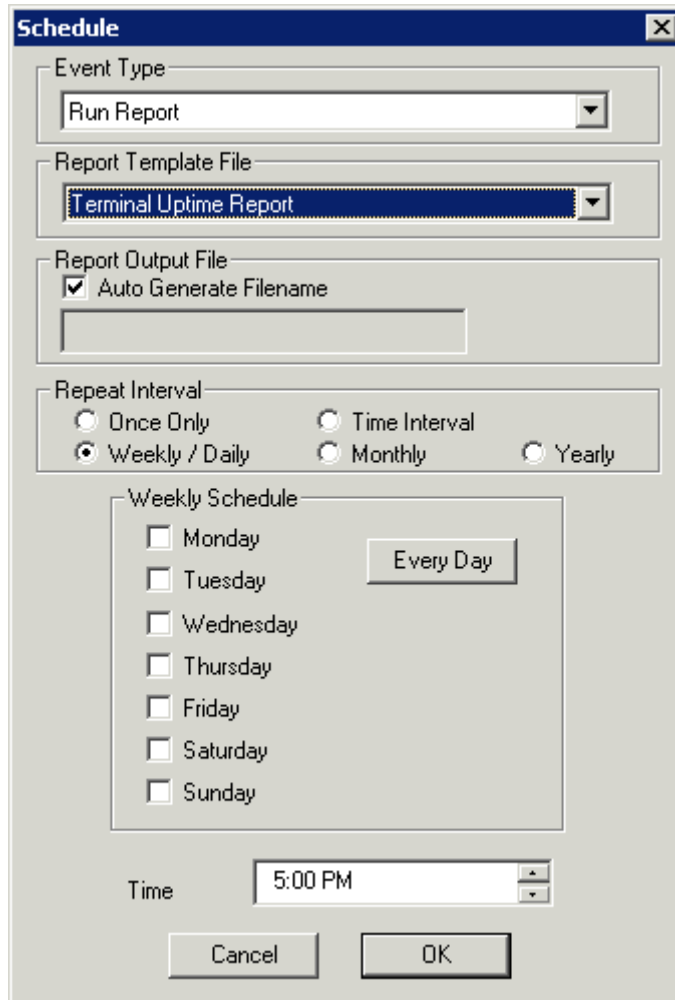 Schedule
Event Type
Run Report
Report Template File
Terminal Uptime Report
Report Output File
Auto Generate Filename
Repeat Interval
Once Only
Time Interval
Weekly / Daily
Monthly
Yearly
Weekly Schedule
Monday
Every Day
Tuesday
Wednesday
Thursday
Friday
Saturday
Sunday
Time
5:00 PM
Cancel
OK